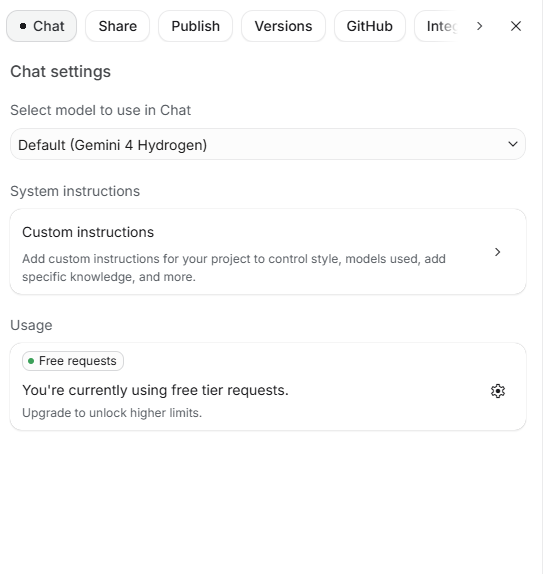 Chat
Share
Publish
Versions
GitHub
Chat settings
Select model to use in Chat
Default (Gemini 4 Hydrogen)
System instructions
Custom instructions
Add custom instructions for your project to control style, models used, add
specific knowledge, and more.
Usage
Free requests
You're currently using free tier requests.
Upgrade to unlock higher limits.